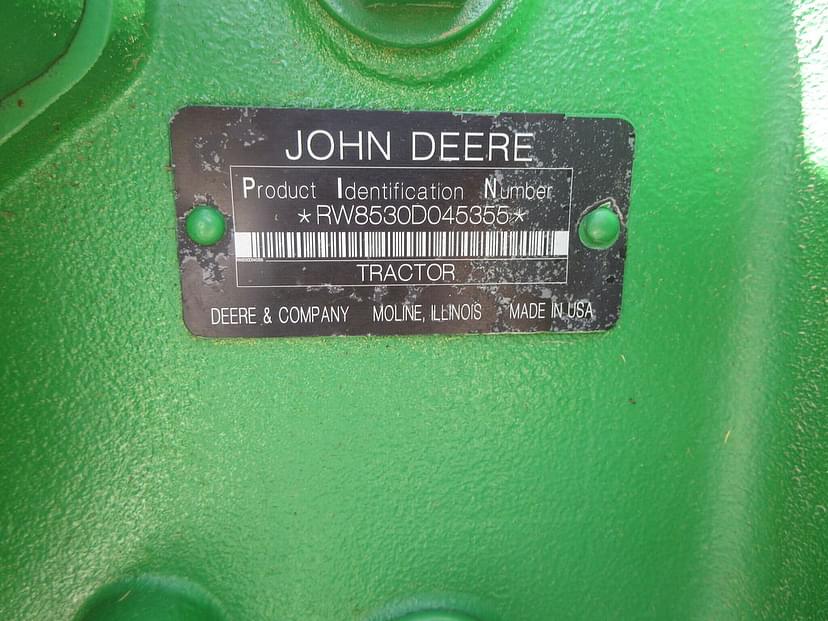 JOHN DEERE
Product Identification Number
*RW8530D045355*
TRACTOR
DEERE & COMPANY MOLINE, ILLINOIS MADE IN USA